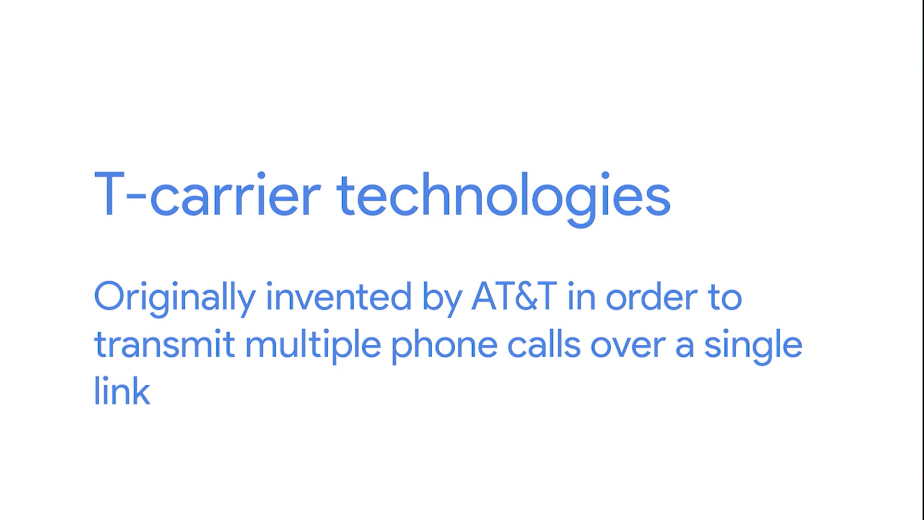 T-carrier technologies
Originally invented by AT&T in order to
transmit multiple phone calls over a single
link